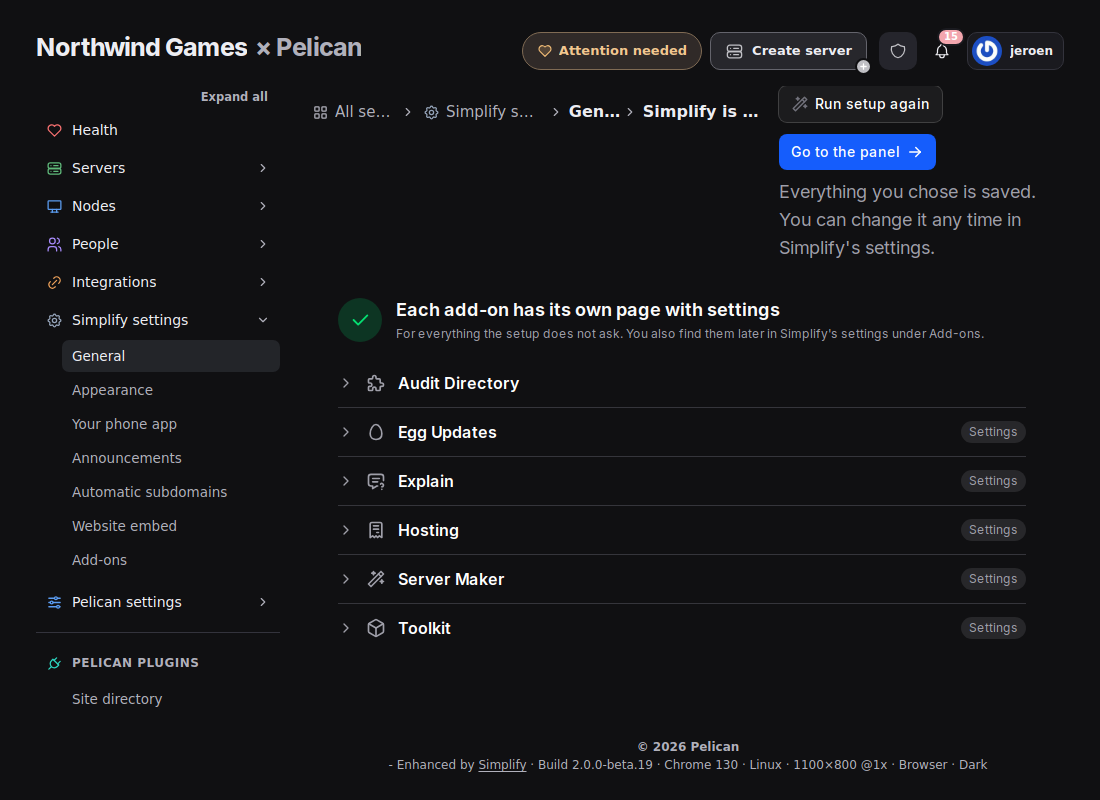 Northwind Games × Pelican
Attention needed
Create server
15
jeroen
Expand all
Health
Servers
Nodes
People
Integrations
Simplify settings
General
Appearance
Your phone app
Announcements
Automatic subdomains
Website embed
Add-ons
Pelican settings
PELICAN PLUGINS
Site directory
All se... > Simplify s... > Gen... > Simplify is ...
Run setup again
Go to the panel →
Everything you chose is saved.
You can change it any time in
Simplify's settings.
Each add-on has its own page with settings
For everything the setup does not ask. You also find them later in Simplify's settings under Add-ons.
Audit Directory
Egg Updates Settings
Explain Settings
Hosting Settings
Server Maker Settings
Toolkit Settings
© 2026 Pelican
- Enhanced by Simplify · Build 2.0.0-beta.19 · Chrome 130 · Linux · 1100×800 @1x · Browser · Dark